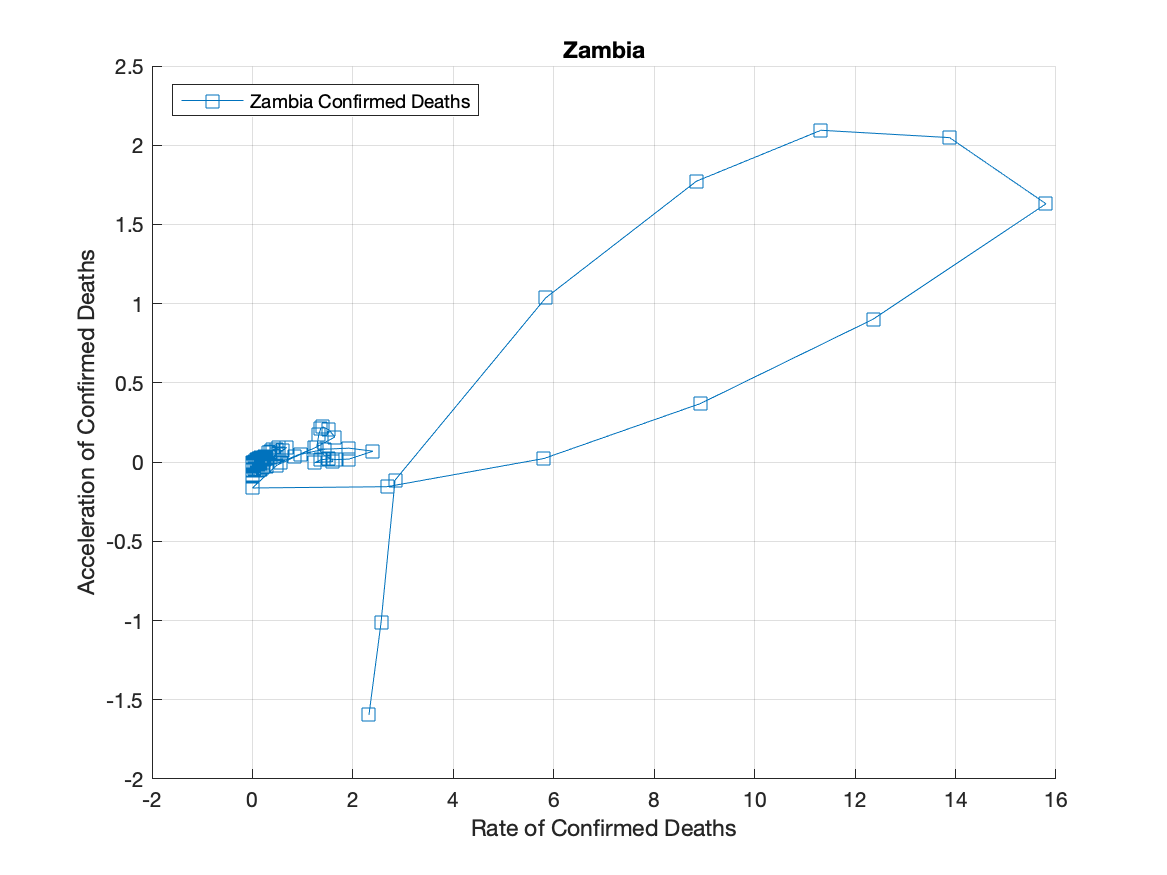 Zambia
Zambia Confirmed Deaths
2.5
2
1.5
1
0.5
0
-0.5
-1
-1.5
-2
Acceleration of Confirmed Deaths
-2 0 2 4 6 8 10 12 14 16
Rate of Confirmed Deaths